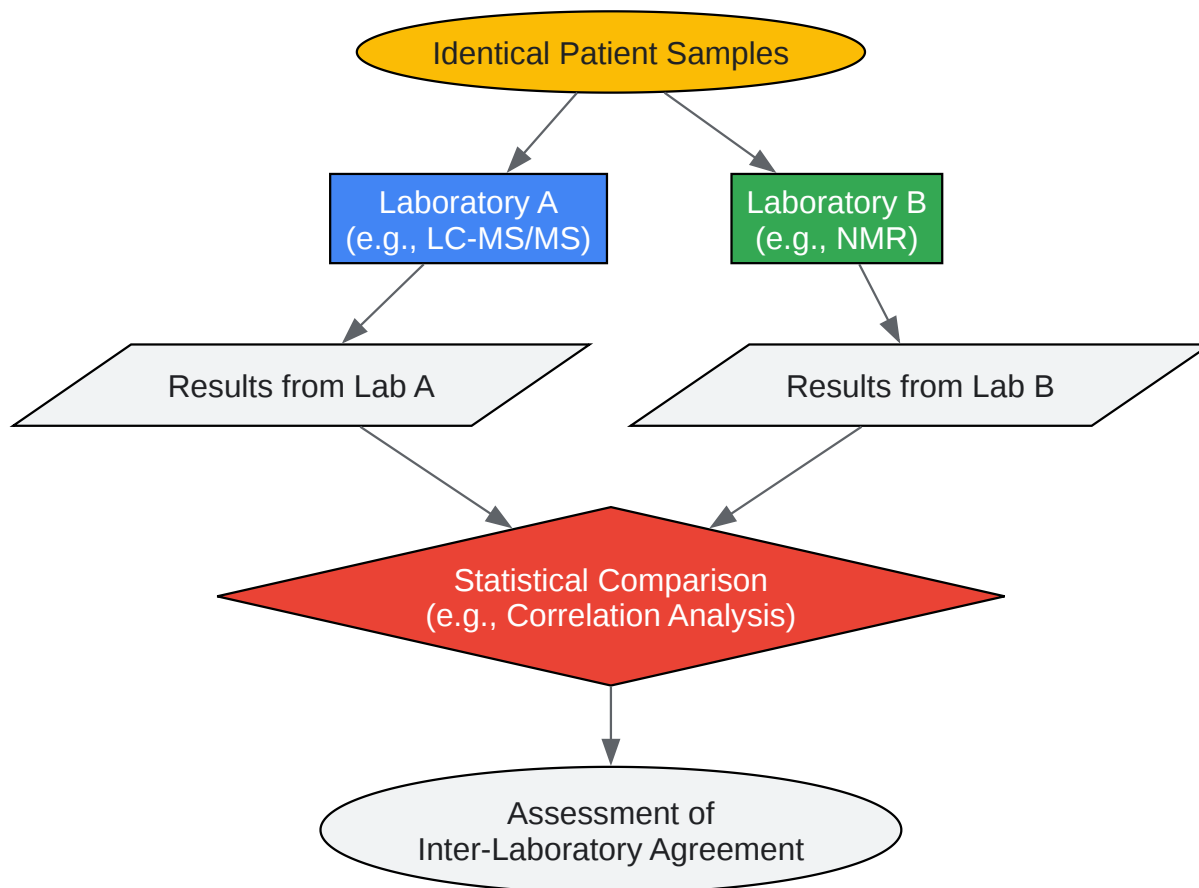 Identical Patient Samples
Laboratory A
(e.g., LC-MS/MS)
Laboratory B
(e.g., NMR)
Results from Lab A
Results from Lab B
Statistical Comparison
(e.g., Correlation Analysis)
Assessment of
Inter-Laboratory Agreement